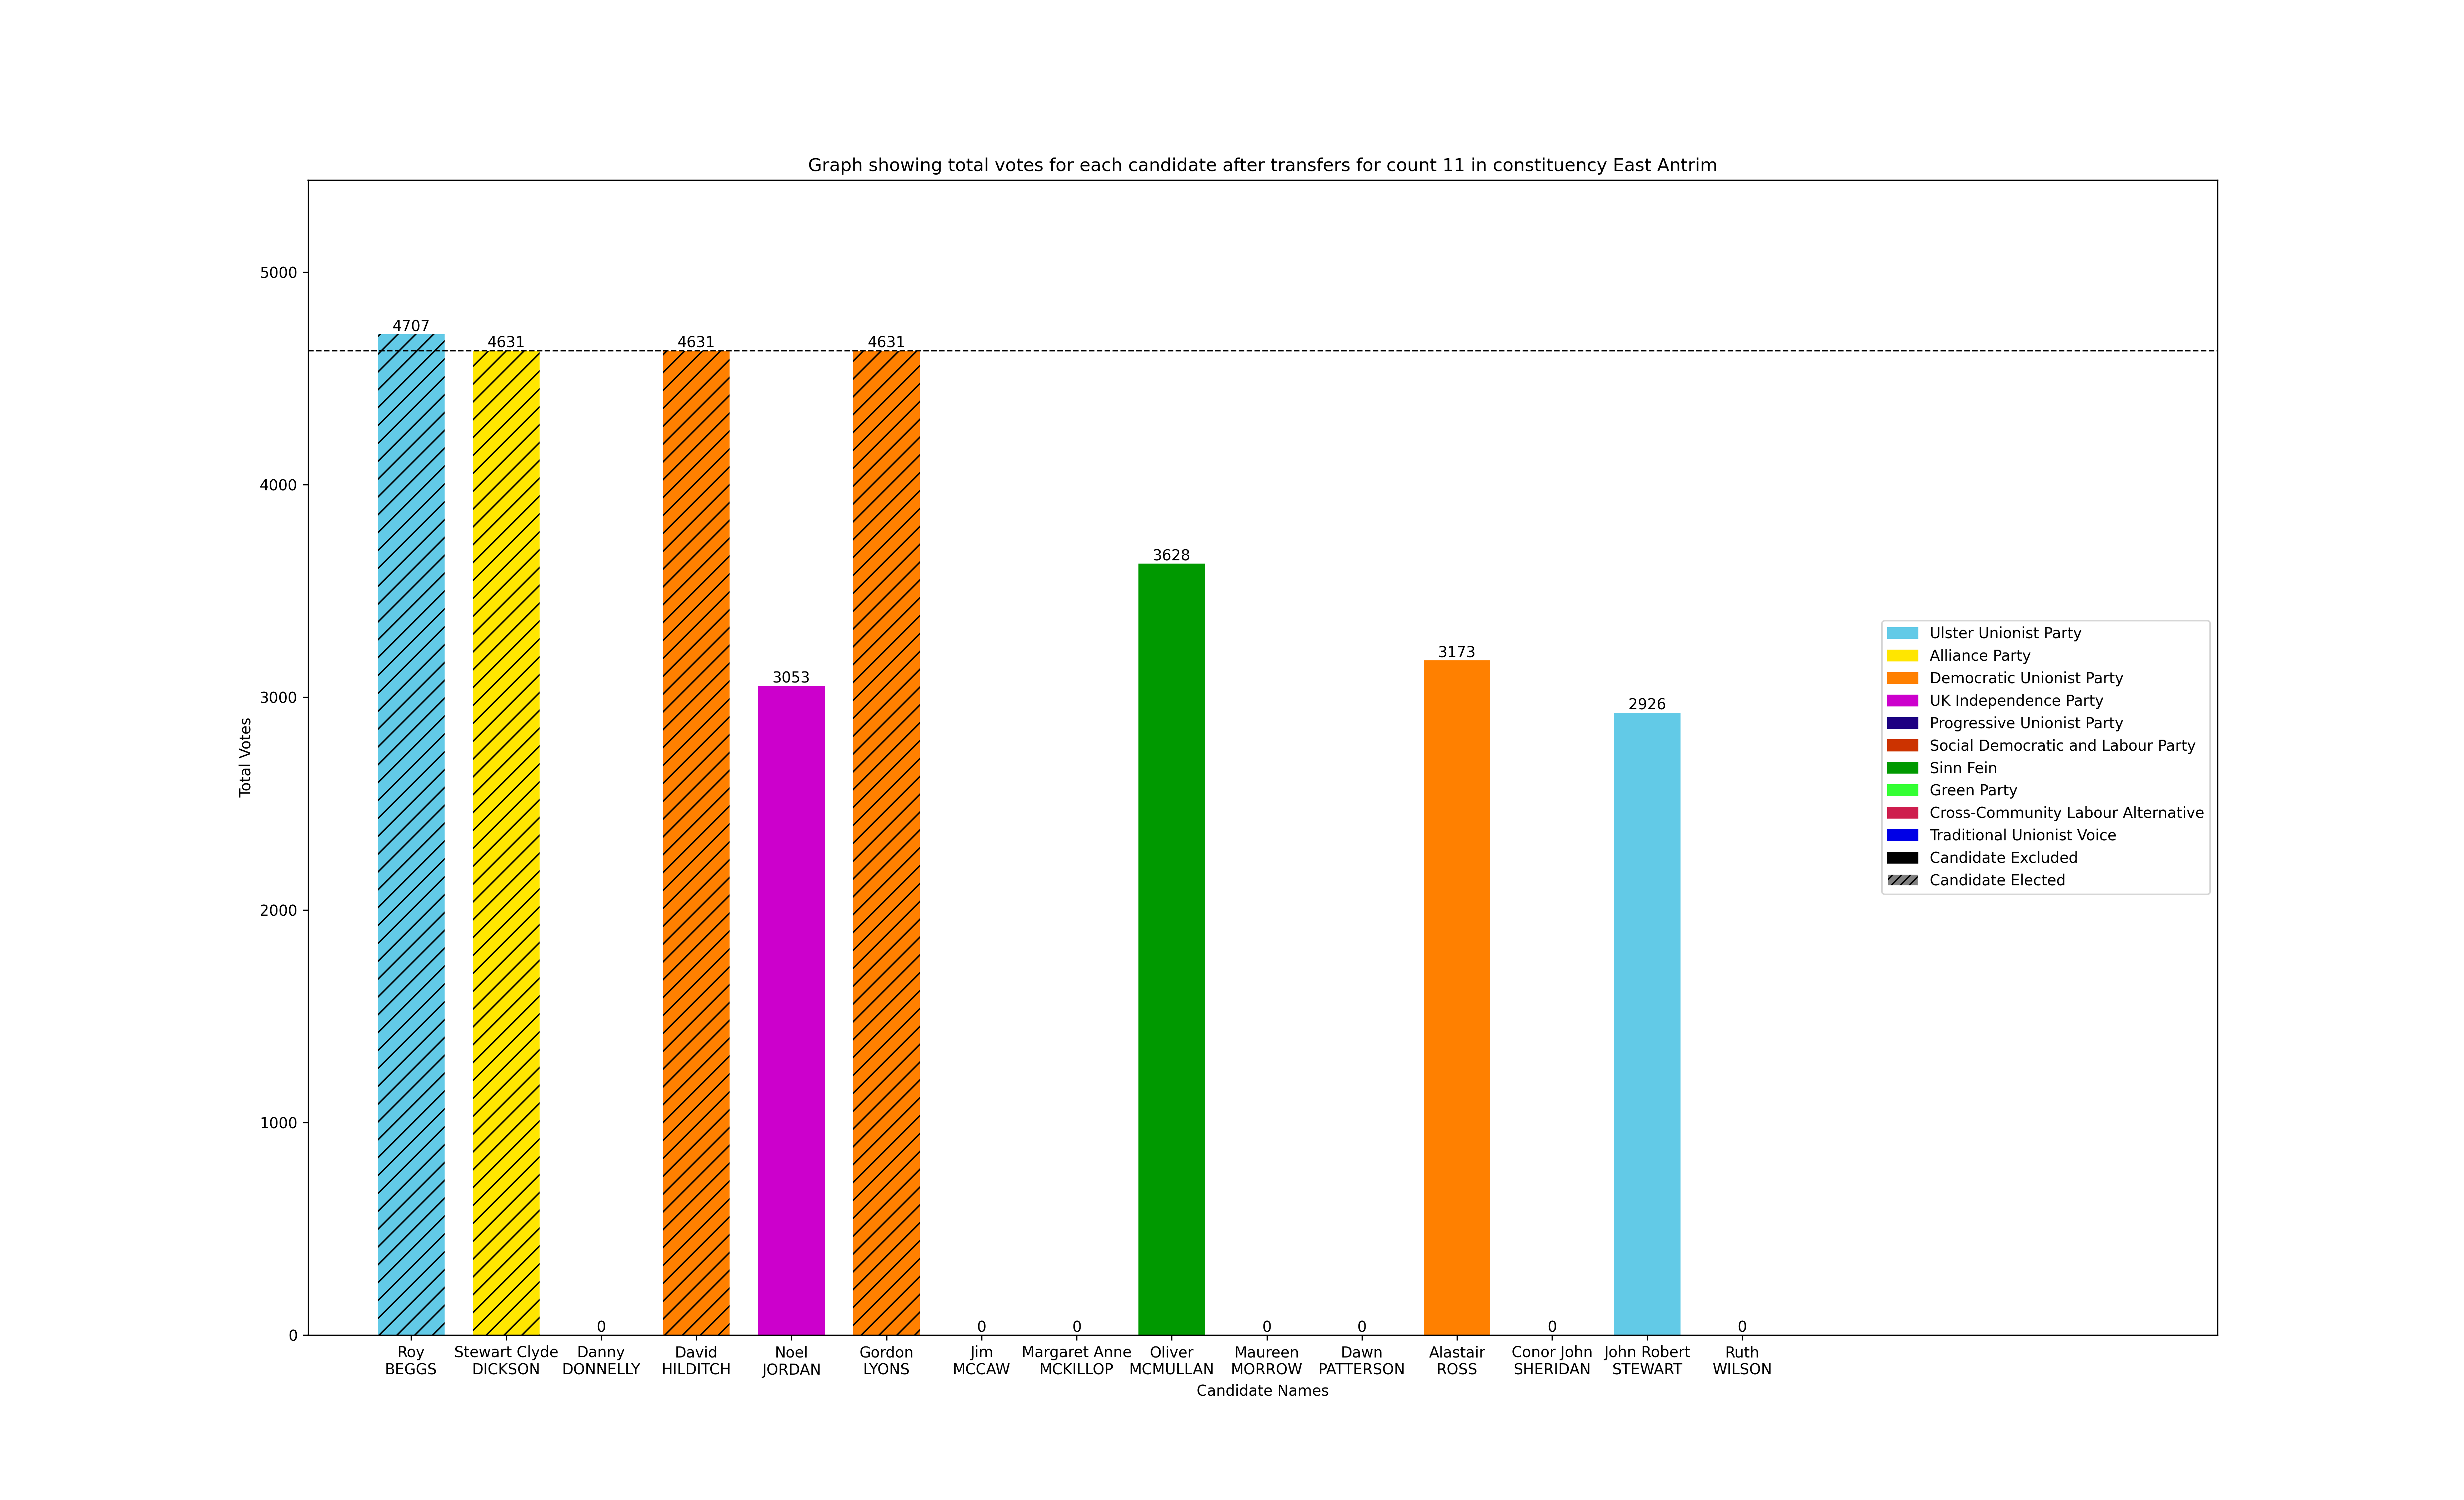 Graph showing total votes for each candidate after transfers for count 11 in constituency East Antrim
5000
4000
3000
2000
1000
0
Total Votes
4707
4631
0
4631
3053
4631
0
0
3628
0
0
3173
0
2926
0
Roy
BEGGS
Stewart Clyde
DICKSON
Danny
DONNELLY
David
HILDITCH
Noel
JORDAN
Gordon
LYONS
Jim
MCCAW
Margaret Anne
MCKILLOP
Oliver
MCMULLAN
Maureen
MORROW
Dawn
PATTERSON
Alastair
ROSS
Conor John
SHERIDAN
John Robert
STEWART
Ruth
WILSON
Candidate Names
Ulster Unionist Party
Alliance Party
Democratic Unionist Party
UK Independence Party
Progressive Unionist Party
Social Democratic and Labour Party
Sinn Fein
Green Party
Cross-Community Labour Alternative
Traditional Unionist Voice
Candidate Excluded
Candidate Elected